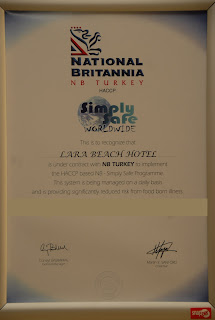 NATIONAL
BRITANNIA
NB TURKEY
HACCP
Simply
Safe
WORLDWIDE
This is to recognize that
LARA BEACH HOTEL
is under contract with NB TURKEY to implement
the HACCP based NB - Simply Safe Programme.
This system is being managed on a daily basis
and is providing significantly reduced risk from food born illness.